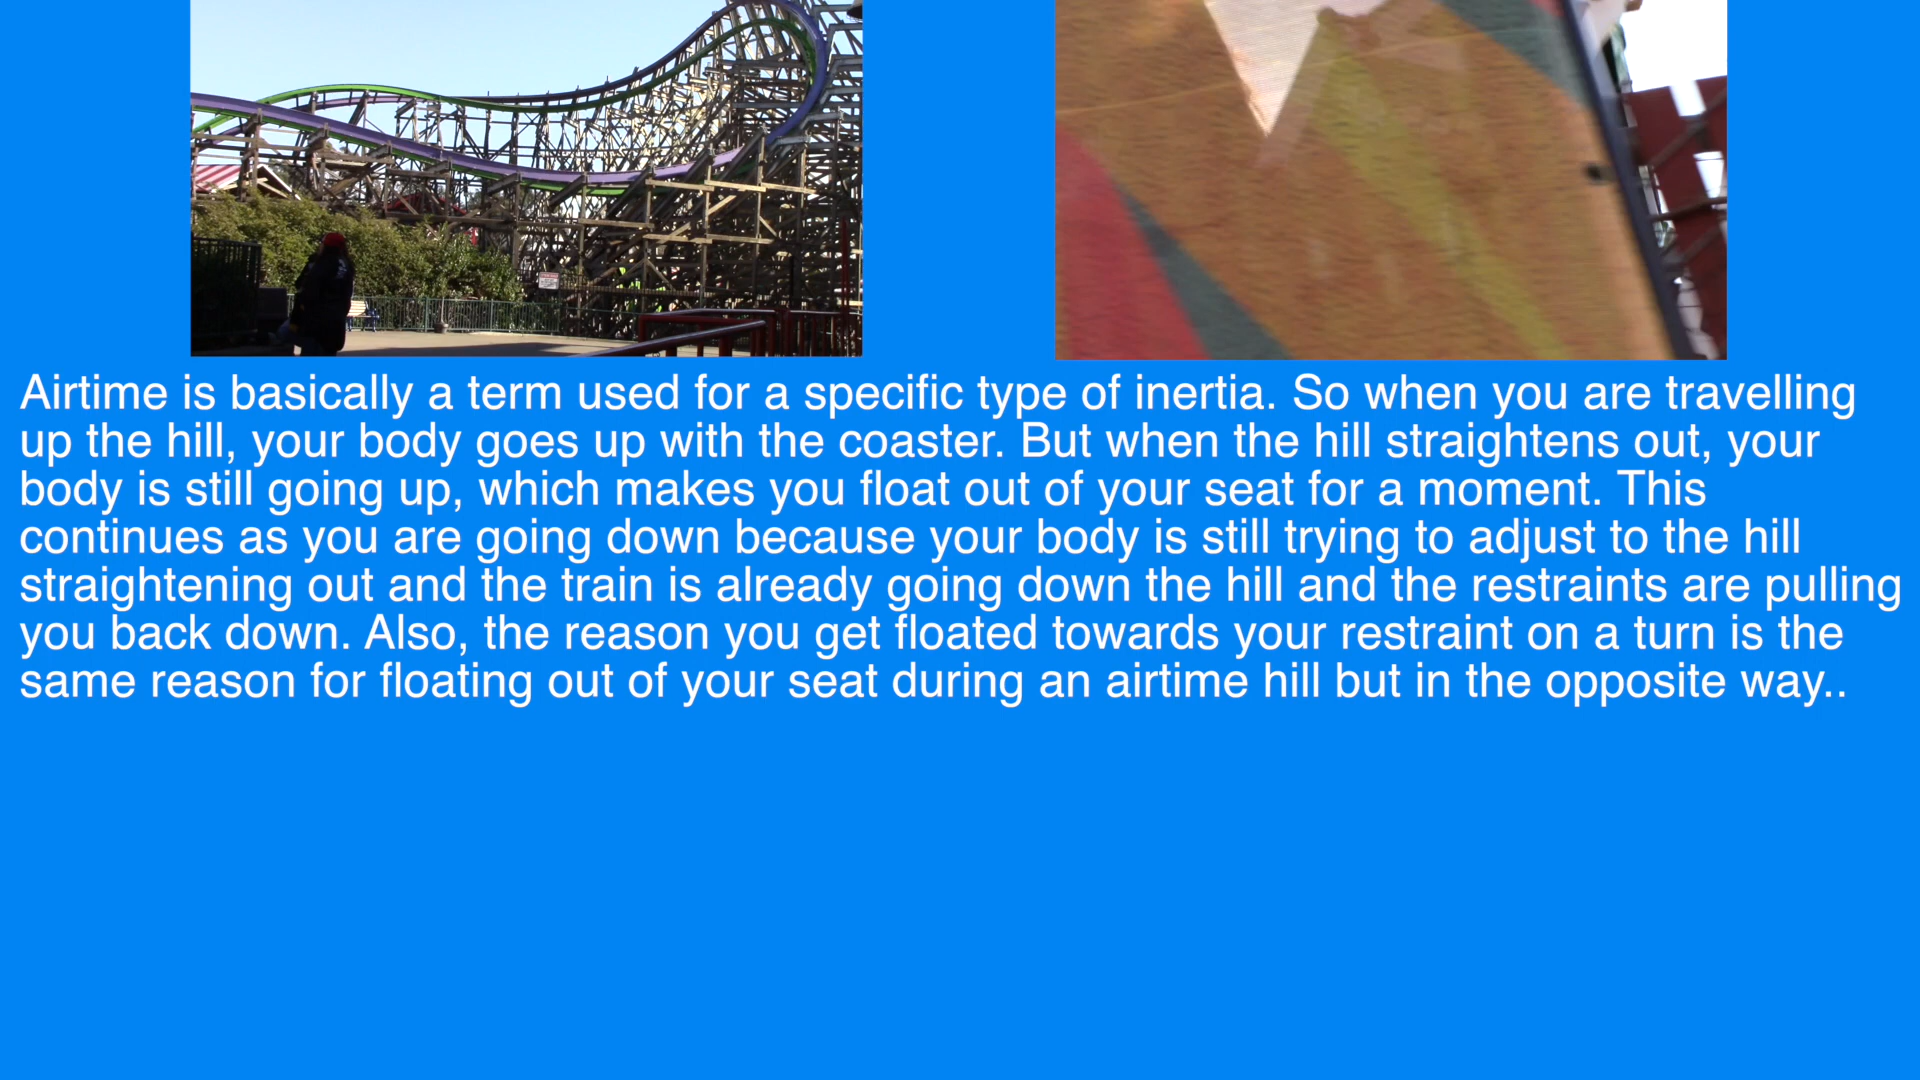 Airtime is basically a term used for a specific type of inertia. So when you are travelling
up the hill, your body goes up with the coaster. But when the hill straightens out, your
body is still going up, which makes you float out of your seat for a moment. This
continues as you are going down because your body is still trying to adjust to the hill
straightening out and the train is already going down the hill and the restraints are pulling
you back down. Also, the reason you get floated towards your restraint on a turn is the
same reason for floating out of your seat during an airtime hill but in the opposite way..